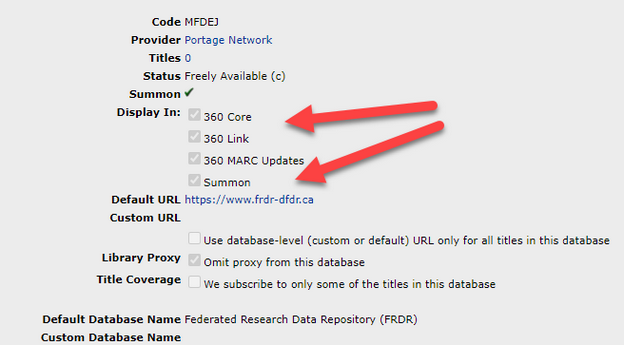 Code MFDEJ
Provider Portage Network
Titles 0
Status Freely Available (c)
Summon
Display In: 360 Core
360 Link
360 MARC Updates
Summon
Default URL https://www.frdr-dfdr.ca
Custom URL
Use database-level (custom or default) URL only for all titles in this database
Library Proxy Omit proxy from this database
Title Coverage We subscribe to only some of the titles in this database
Default Database Name Federated Research Data Repository (FRDR)
Custom Database Name